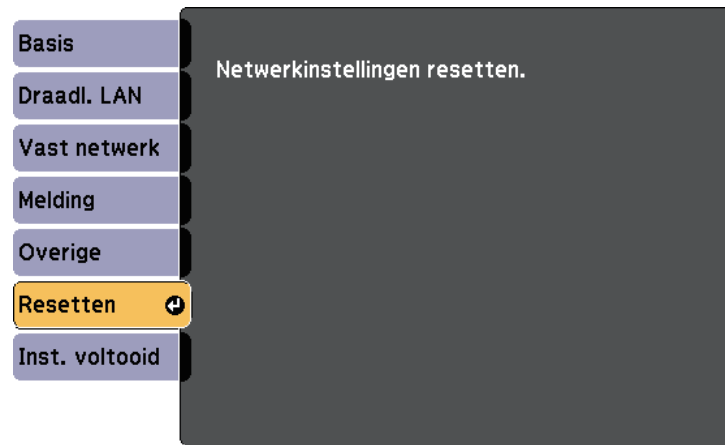 Basis
Netwerkinstellingen resetten.
Draadl. LAN
Vast netwerk
Melding
Overige
Resetten
Inst. voltooid